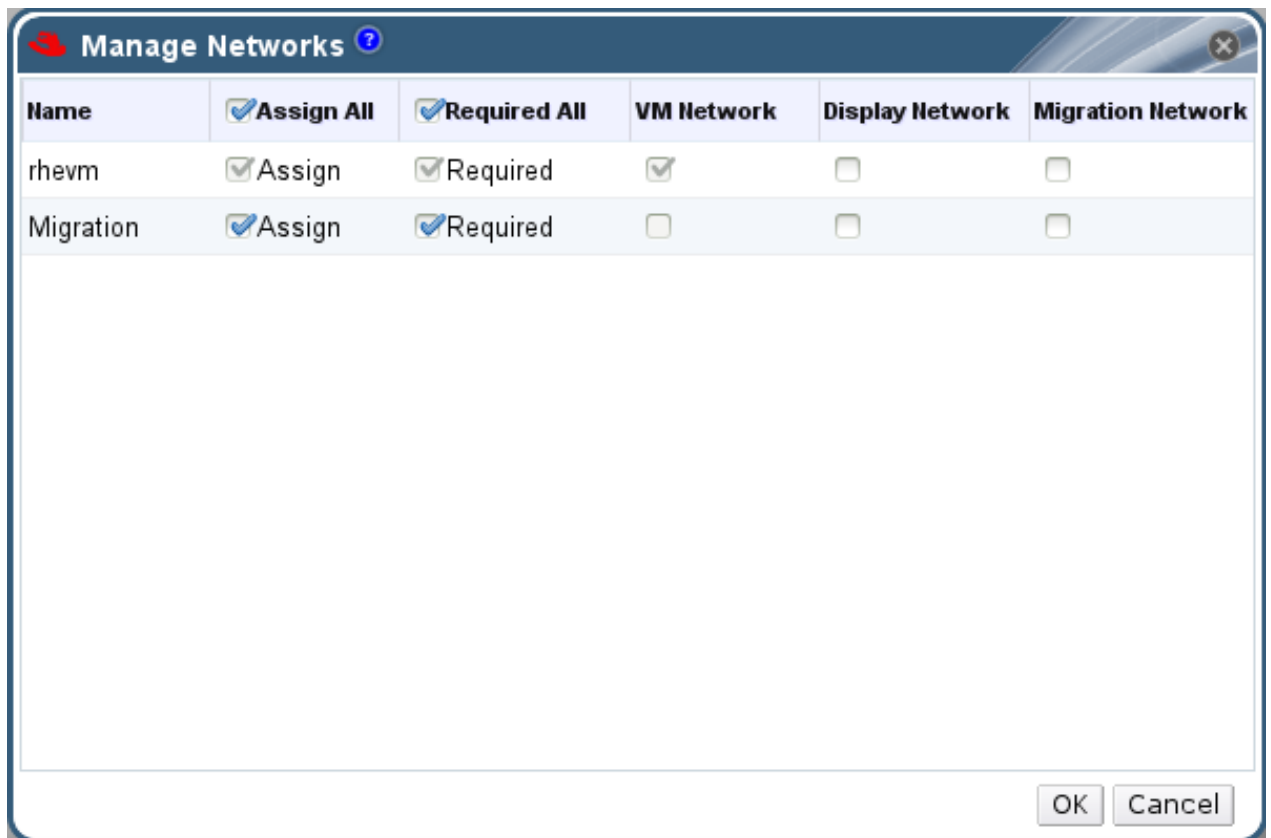 Manage Networks ?
Name Assign All Required All VM Network Display Network Migration Network
rhevm Assign Required
Migration Assign Required
OK Cancel